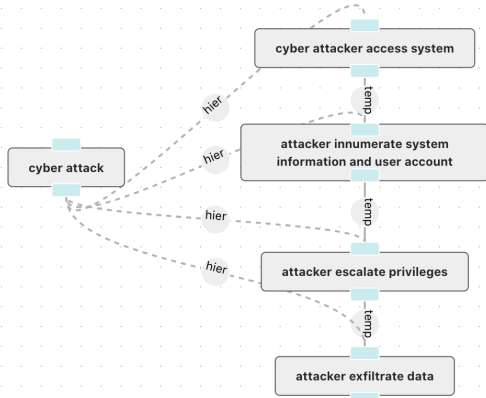 cyber attacker access system
hier
temp
attacker innumerate system
information and user account
hier
cyber attack
hier
temp
attacker escalate privileges
hier
temp
attacker exfiltrate data